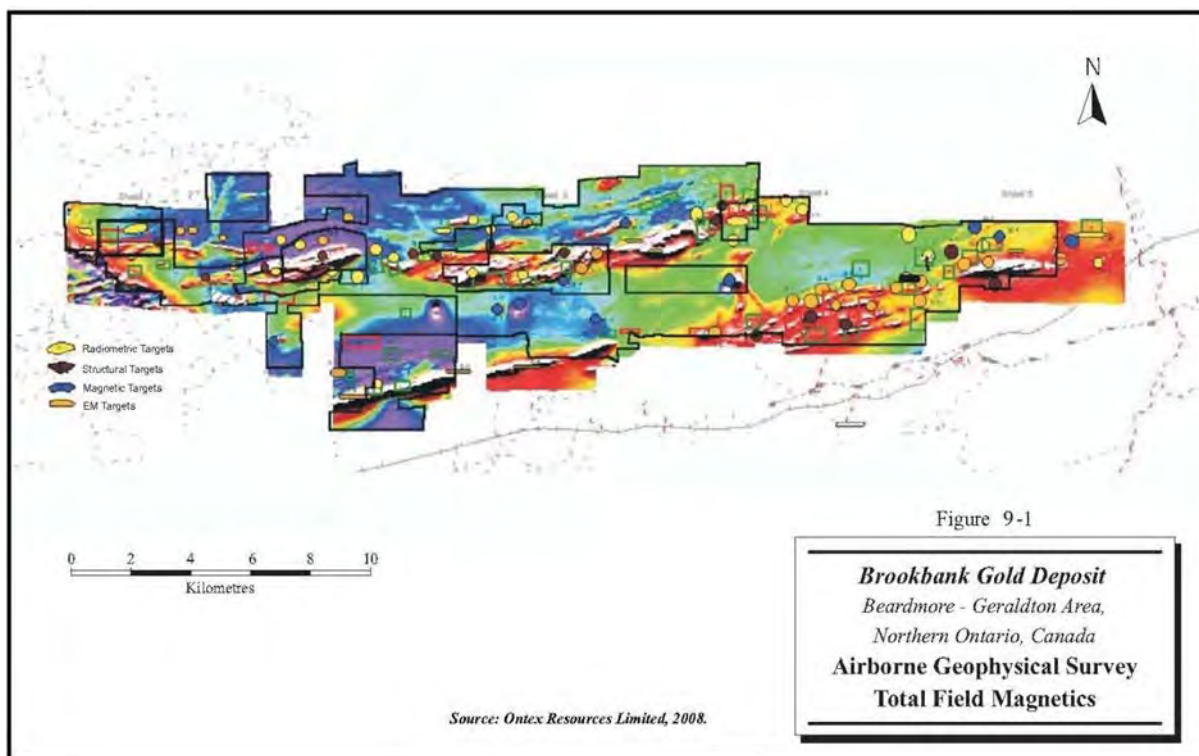 N
Sheet 5
Radiometric Targets
Structural Targets
Magnetic Targets
EM Targets
0 2 4 6 8 10
Kilometres
Figure 9-1
Brookbank Gold Deposit
Beardmore - Geraldton Area,
Northern Ontario, Canada
Airborne Geophysical Survey
Total Field Magnetics
Source: Ontex Resources Limited, 2008.